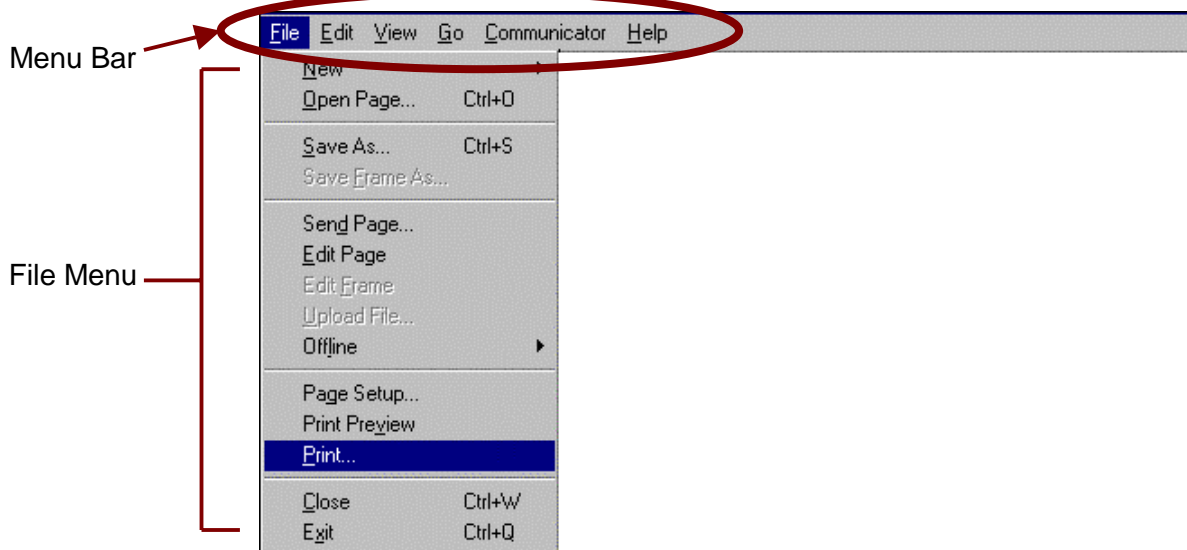 File Edit View Go Communicator Help
Menu Bar
New
Open Page... Ctrl+O
Save As... Ctrl+S
Save Frame As...
Send Page...
Edit Page
File Menu
Edit Frame
Upload File...
Offline
Page Setup...
Print Preview
Print...
Close Ctrl+W
Exit Ctrl+Q